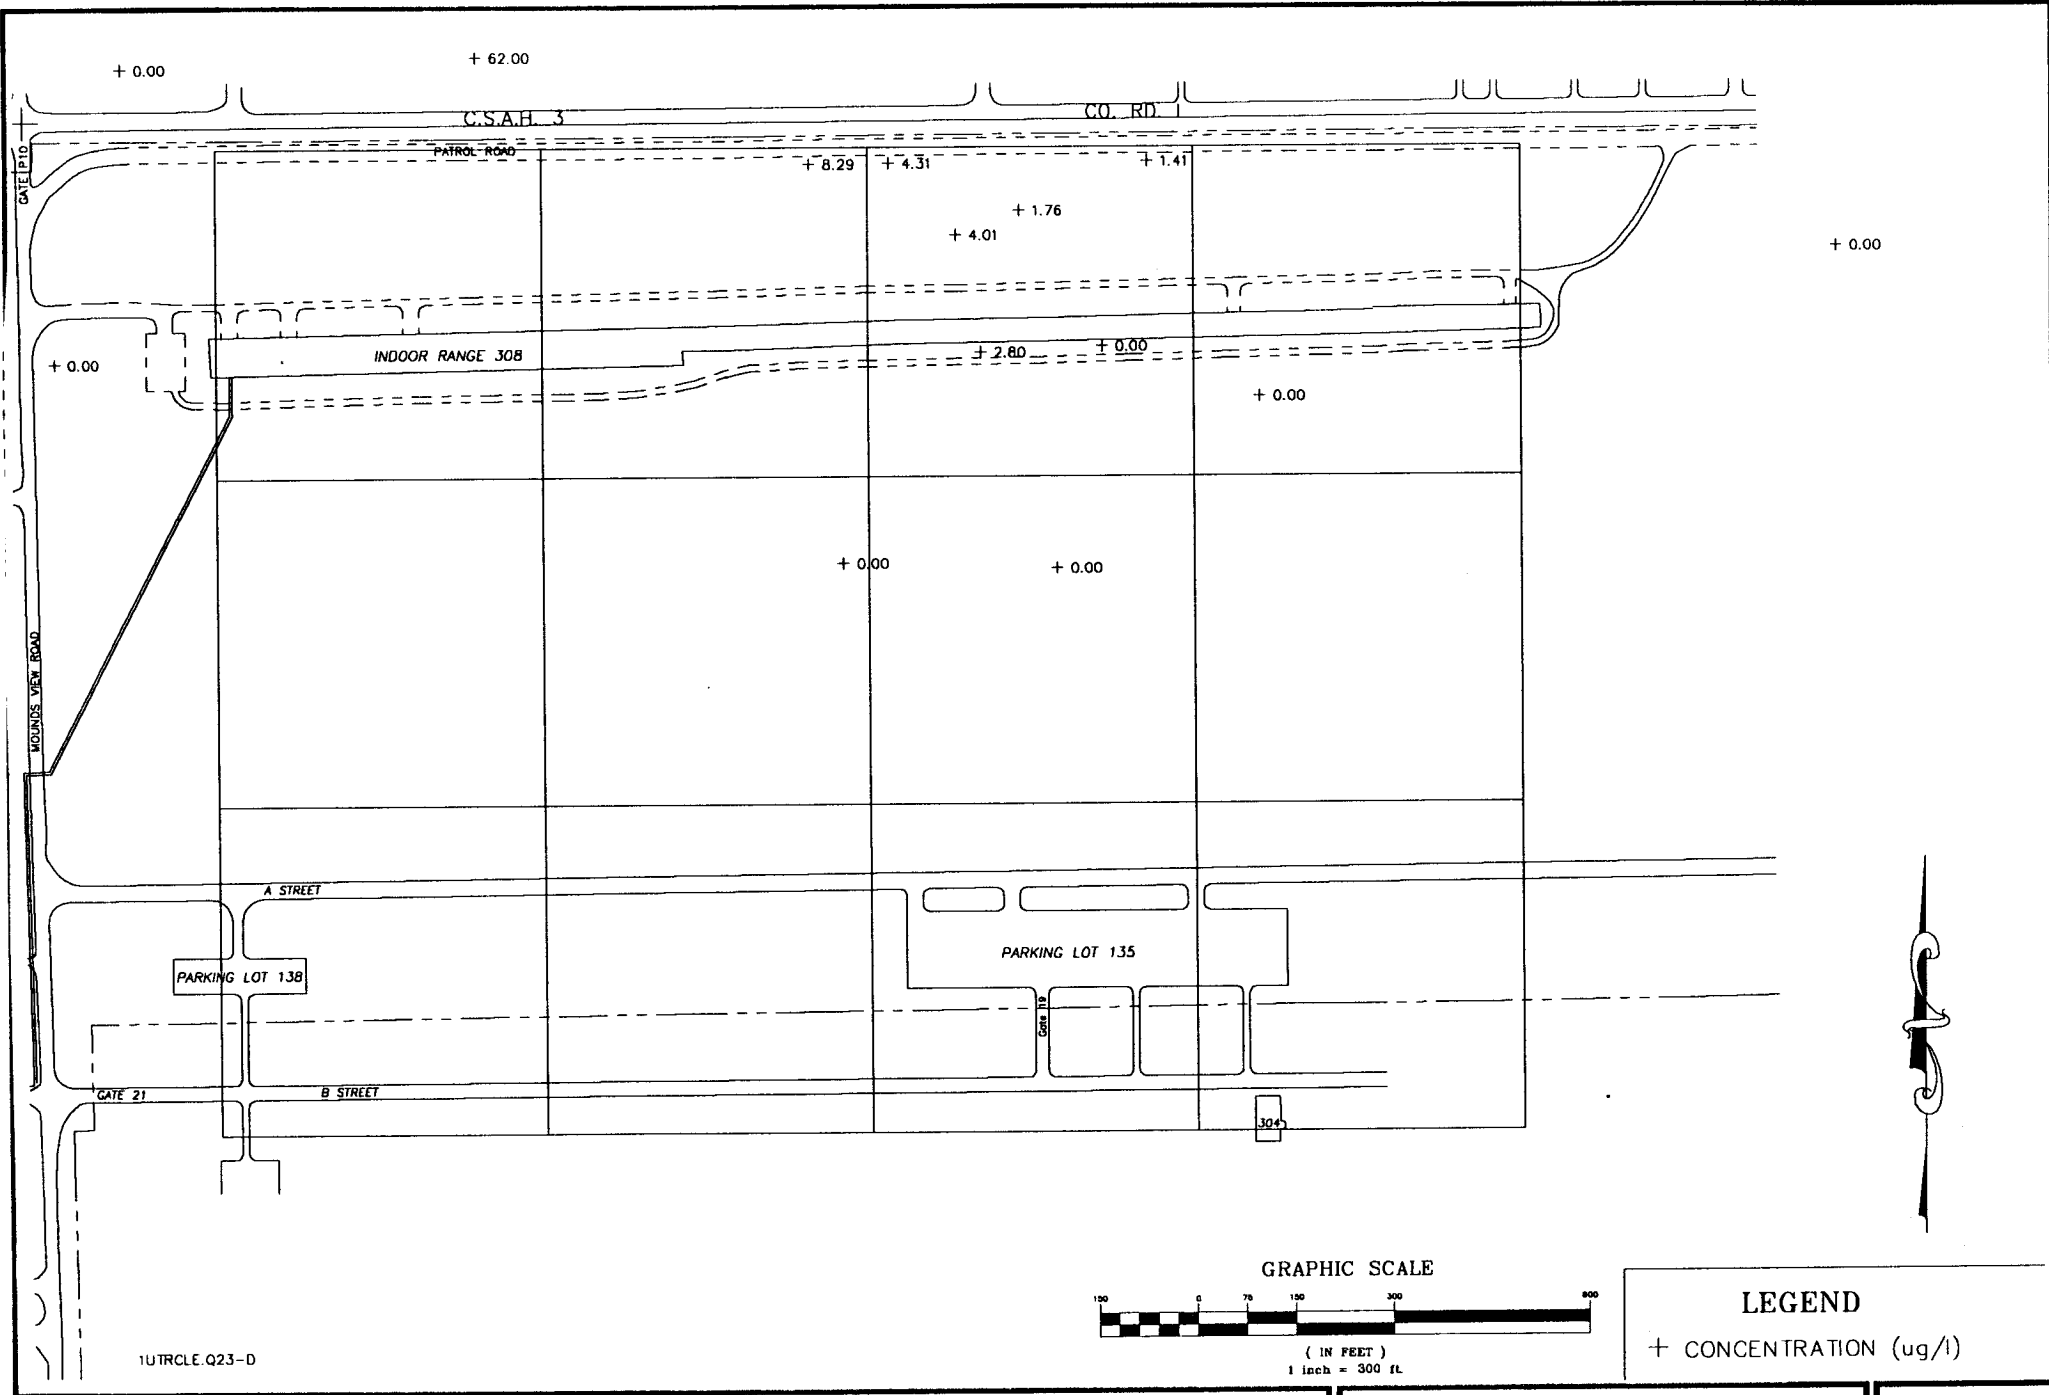 + 0.00
+ 62.00
C.S.A.H. 3
CO. RD. I
GATE P10
PATROL ROAD
+ 8.29
+ 4.31
+ 1.41
+ 1.76
+ 4.01
+ 0.00
+ 0.00
INDOOR RANGE 308
+ 2.80
+ 0.00
+ 0.00
+ 0.00
+ 0.00
MOUNDS VIEW ROAD
A STREET
PARKING LOT 135
PARKING LOT 138
Gate 19
GATE 21
B STREET
304
GRAPHIC SCALE
150 0 75 150 300 600
( IN FEET )
1 inch = 300 ft.
LEGEND
+ CONCENTRATION (ug/l)
1UTRCLE.Q23-D